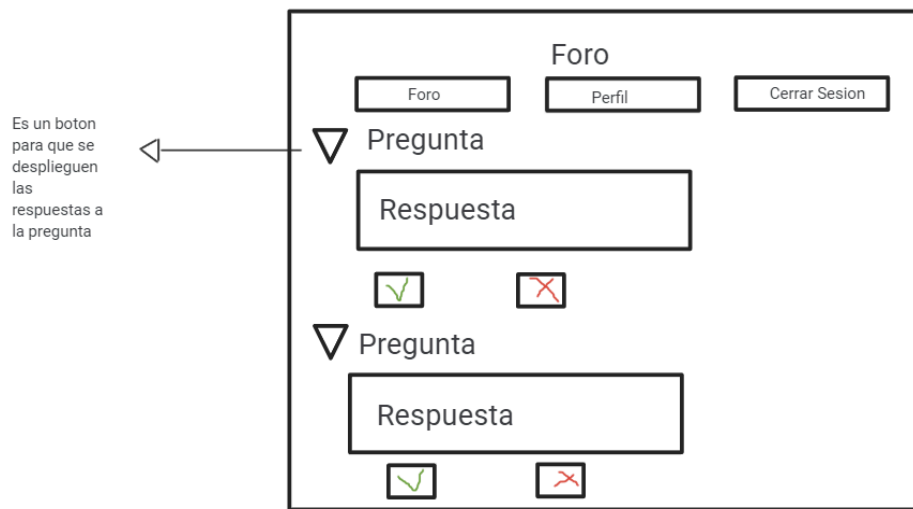 Foro
Foro
Perfil
Cerrar Sesion
Es un boton
para que se
desplieguen
las
respuestas a
la pregunta
Pregunta
Respuesta
Pregunta
Respuesta